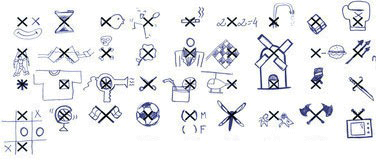 2×2=4
X X
(X) M
O O
( ) F
X